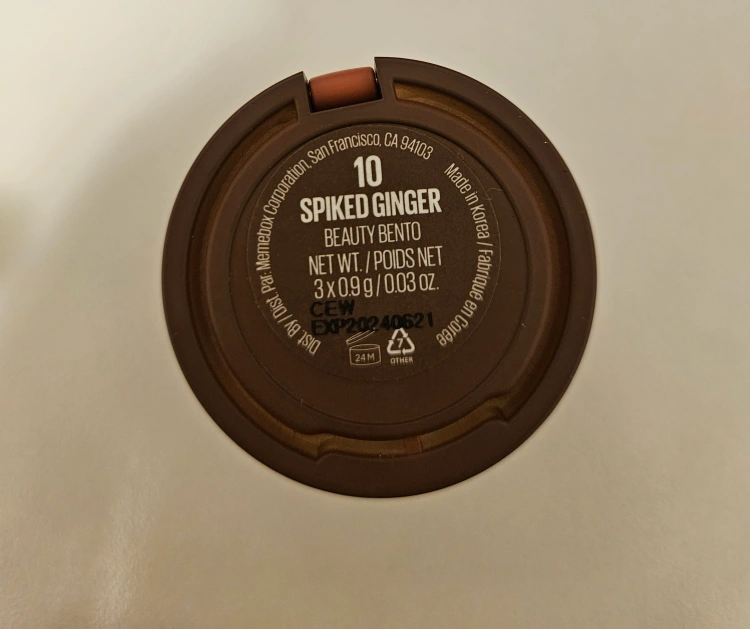 Dist. By / Dist. Par: Memebox Corporation, San Francisco, CA 94103
Made in Korea / Fabriqué en Corée
10
SPIKED GINGER
BEAUTY BENTO
NET WT. / POIDS NET
3 x 0.9 g / 0.03 oz.
CEW
EXP20240621
24 M
7
OTHER